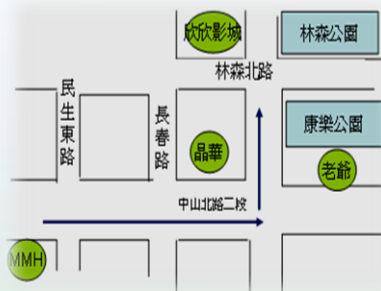 欣欣影城
林森公園
林森北路
民生東路
長春路
康樂公園
晶華
老爺
中山北路二段
MMH